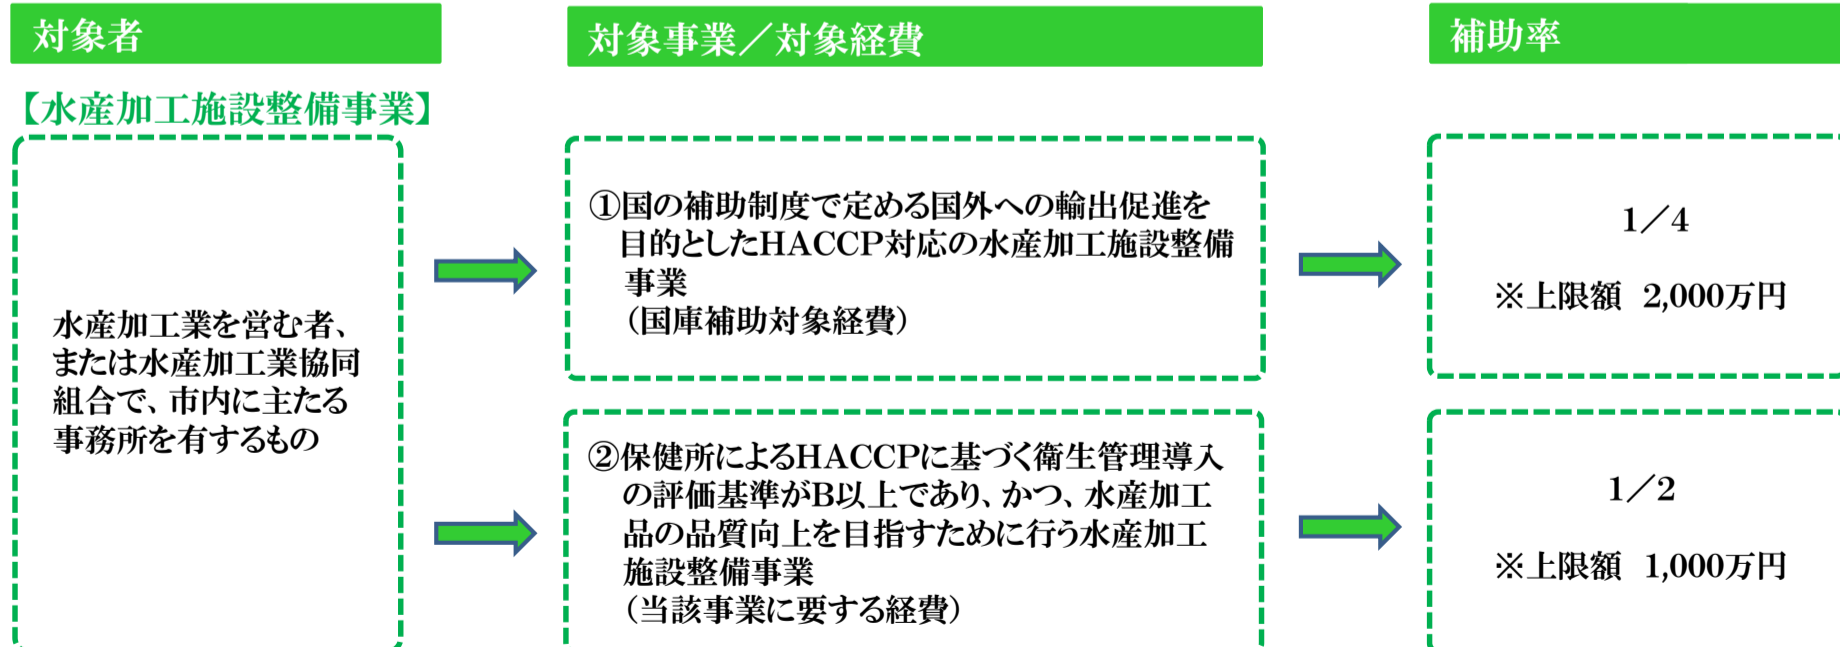 対象者
対象事業／対象経費
補助率
【水産加工施設整備事業】
水産加工業を営む者、
または水産加工業協同
組合で、市内に主たる
事務所を有するもの
①国の補助制度で定める国外への輸出促進を
目的としたHACCP対応の水産加工施設整備
事業
（国庫補助対象経費）
1／4
※上限額 2,000万円
②保健所によるHACCPに基づく衛生管理導入
の評価基準がB以上であり、かつ、水産加工
品の品質向上を目指すために行う水産加工
施設整備事業
（当該事業に要する経費）
1／2
※上限額 1,000万円